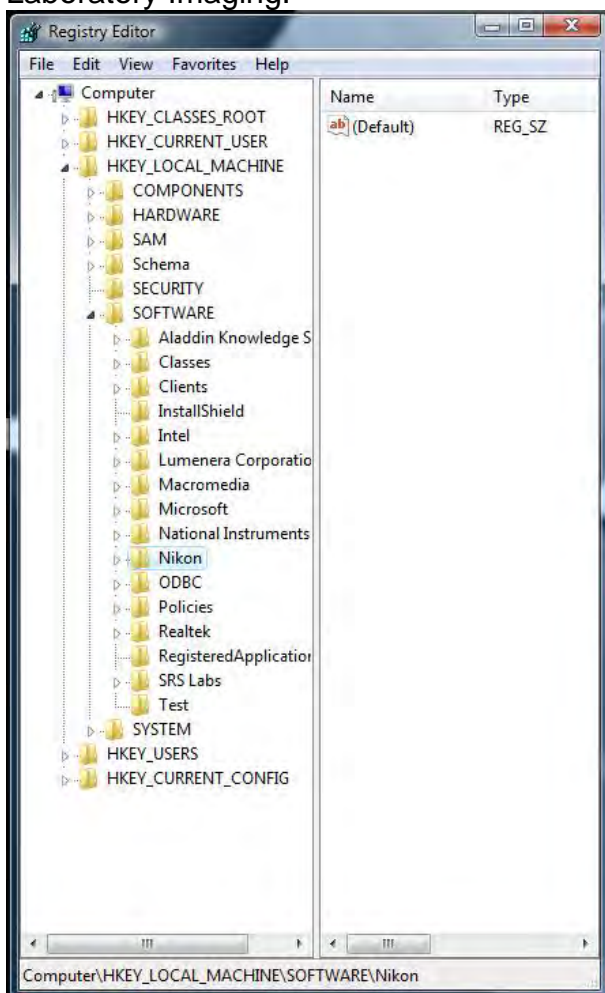 Laboratory Imaging.
Registry Editor
File Edit View Favorites Help
Computer
HKEY_CLASSES_ROOT
HKEY_CURRENT_USER
HKEY_LOCAL_MACHINE
COMPONENTS
HARDWARE
SAM
Schema
SECURITY
SOFTWARE
Aladdin Knowledge S
Classes
Clients
InstallShield
Intel
Lumenera Corporatio
Macromedia
Microsoft
National Instruments
Nikon
ODBC
Policies
Realtek
RegisteredApplication
SRS Labs
Test
SYSTEM
HKEY_USERS
HKEY_CURRENT_CONFIG
Name Type
ab (Default) REG_SZ
Computer\HKEY_LOCAL_MACHINE\SOFTWARE\Nikon